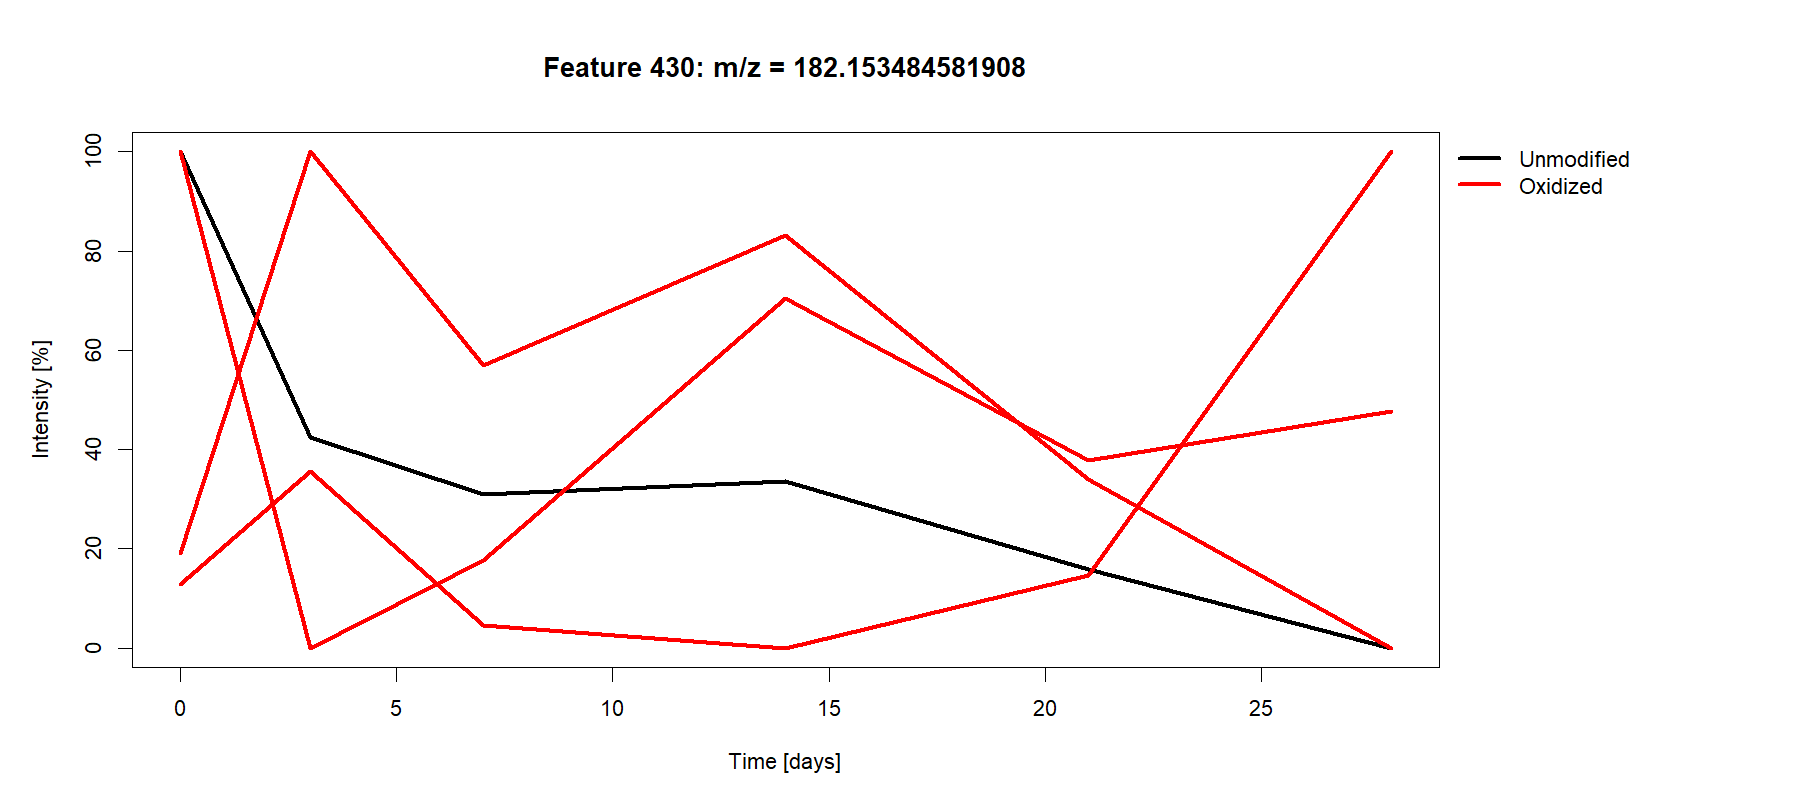 Feature 430: m/z = 182.153484581908
Unmodified
Oxidized
Intensity [%]
100
80
60
40
20
0
0 5 10 15 20 25
Time [days]